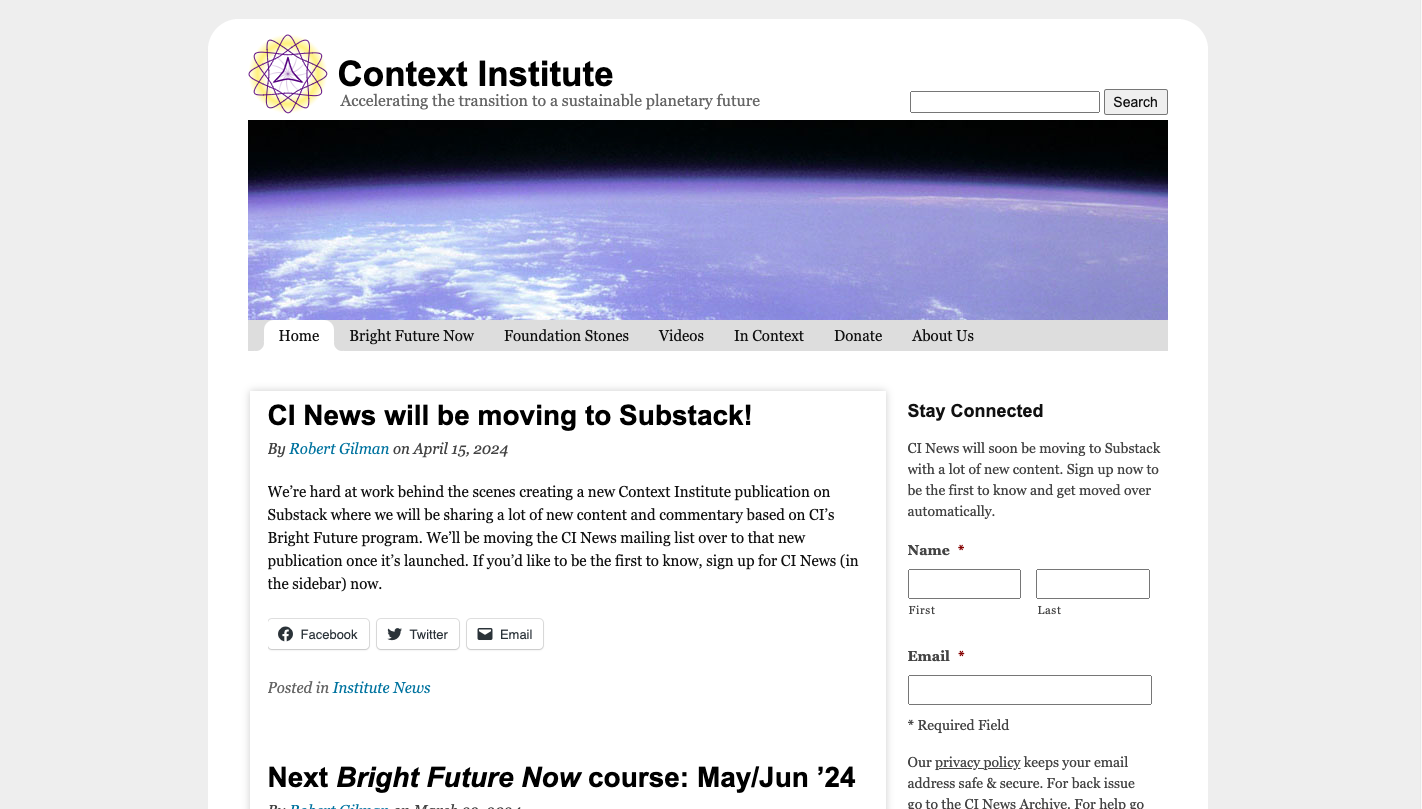 Context Institute
Accelerating the transition to a sustainable planetary future
Search
Home
Bright Future Now
Foundation Stones
Videos
In Context
Donate
About Us
CI News will be moving to Substack!
By Robert Gilman on April 15, 2024
We’re hard at work behind the scenes creating a new Context Institute publication on
Substack where we will be sharing a lot of new content and commentary based on CI’s
Bright Future program. We’ll be moving the CI News mailing list over to that new
publication once it’s launched. If you’d like to be the first to know, sign up for CI News (in
the sidebar) now.
Facebook
Twitter
Email
Posted in Institute News
Next Bright Future Now course: May/Jun ’24
By Robert Gilman on March 29, 2024
Stay Connected
CI News will soon be moving to Substack
with a lot of new content. Sign up now to
be the first to know and get moved over
automatically.
Name *
First
Last
Email *
* Required Field
Our privacy policy keeps your email
address safe & secure. For back issue
go to the CI News Archive. For help go